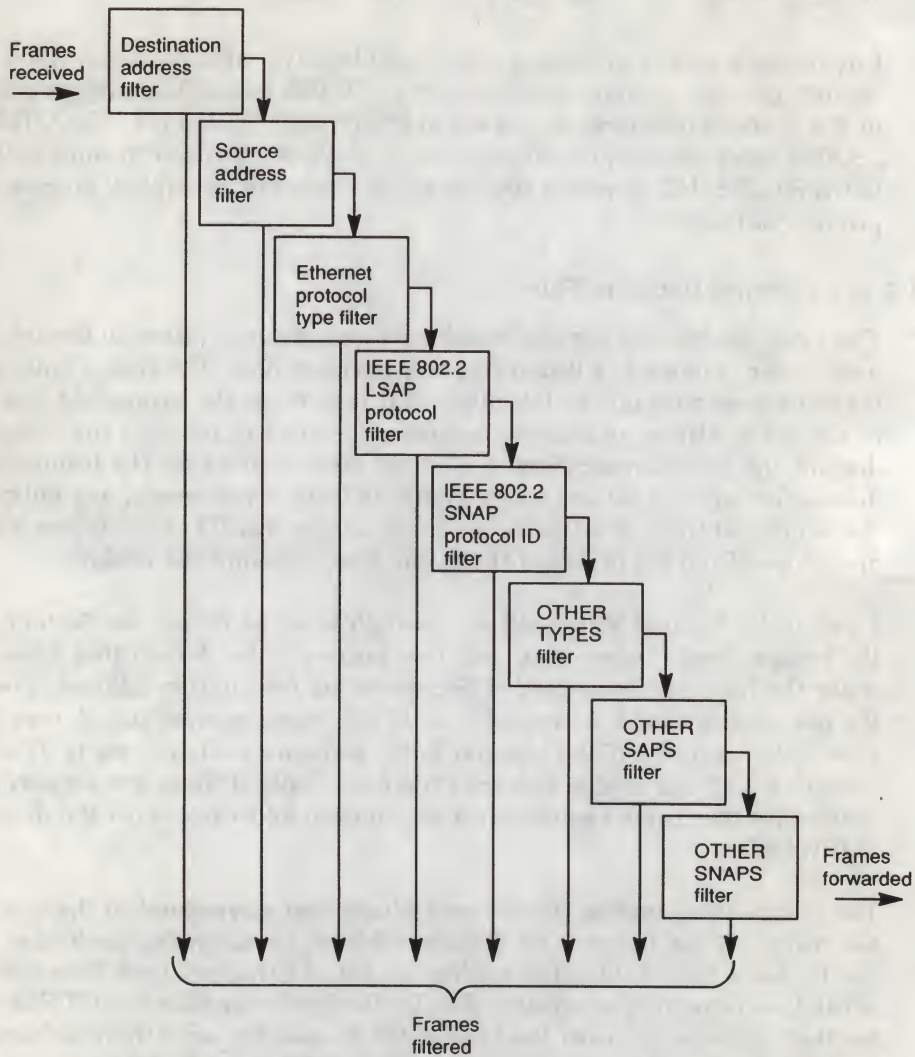 Frames
received
Destination
address
filter
Source
address
filter
Ethernet
protocol
type filter
IEEE 802.2
LSAP
protocol
filter
IEEE 802.2
SNAP
protocol ID
filter
OTHER
TYPES
filter
OTHER
SAPS
filter
OTHER
SNAPS
filter
Frames
forwarded
Frames
filtered